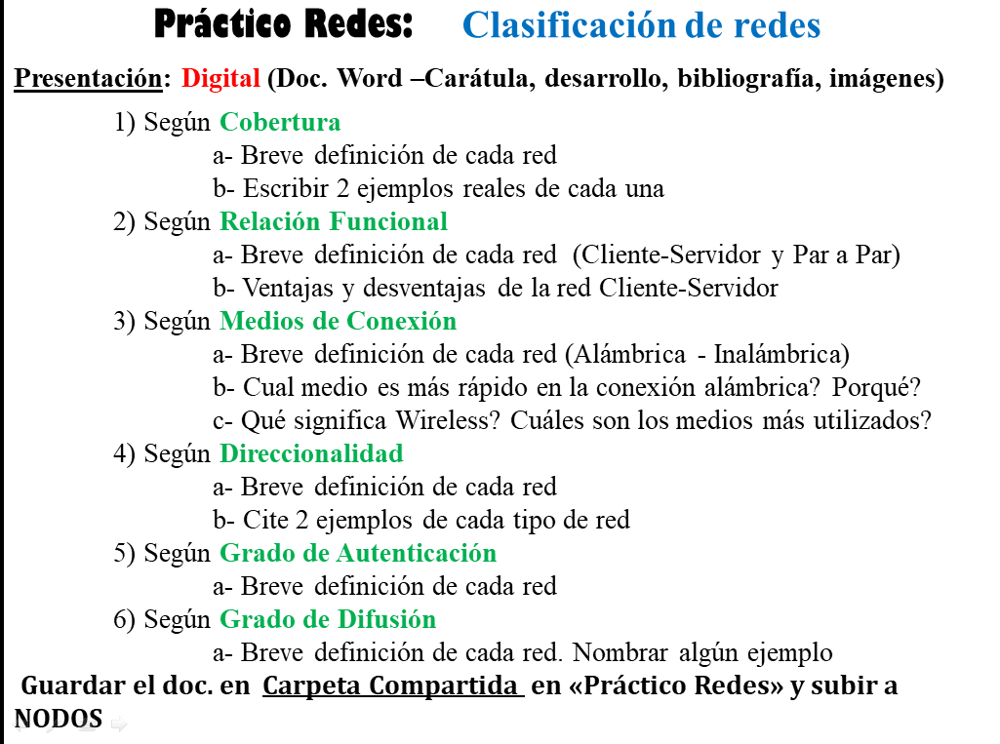 Práctico Redes: Clasificación de redes
Presentación: Digital (Doc. Word –Carátula, desarrollo, bibliografía, imágenes)
1) Según Cobertura
a- Breve definición de cada red
b- Escribir 2 ejemplos reales de cada una
2) Según Relación Funcional
a- Breve definición de cada red (Cliente-Servidor y Par a Par)
b- Ventajas y desventajas de la red Cliente-Servidor
3) Según Medios de Conexión
a- Breve definición de cada red (Alámbrica - Inalámbrica)
b- Cual medio es más rápido en la conexión alámbrica? Porqué?
c- Qué significa Wireless? Cuáles son los medios más utilizados?
4) Según Direccionalidad
a- Breve definición de cada red
b- Cite 2 ejemplos de cada tipo de red
5) Según Grado de Autenticación
a- Breve definición de cada red
6) Según Grado de Difusión
a- Breve definición de cada red. Nombrar algún ejemplo
Guardar el doc. en Carpeta Compartida en «Práctico Redes» y subir a
NODOS